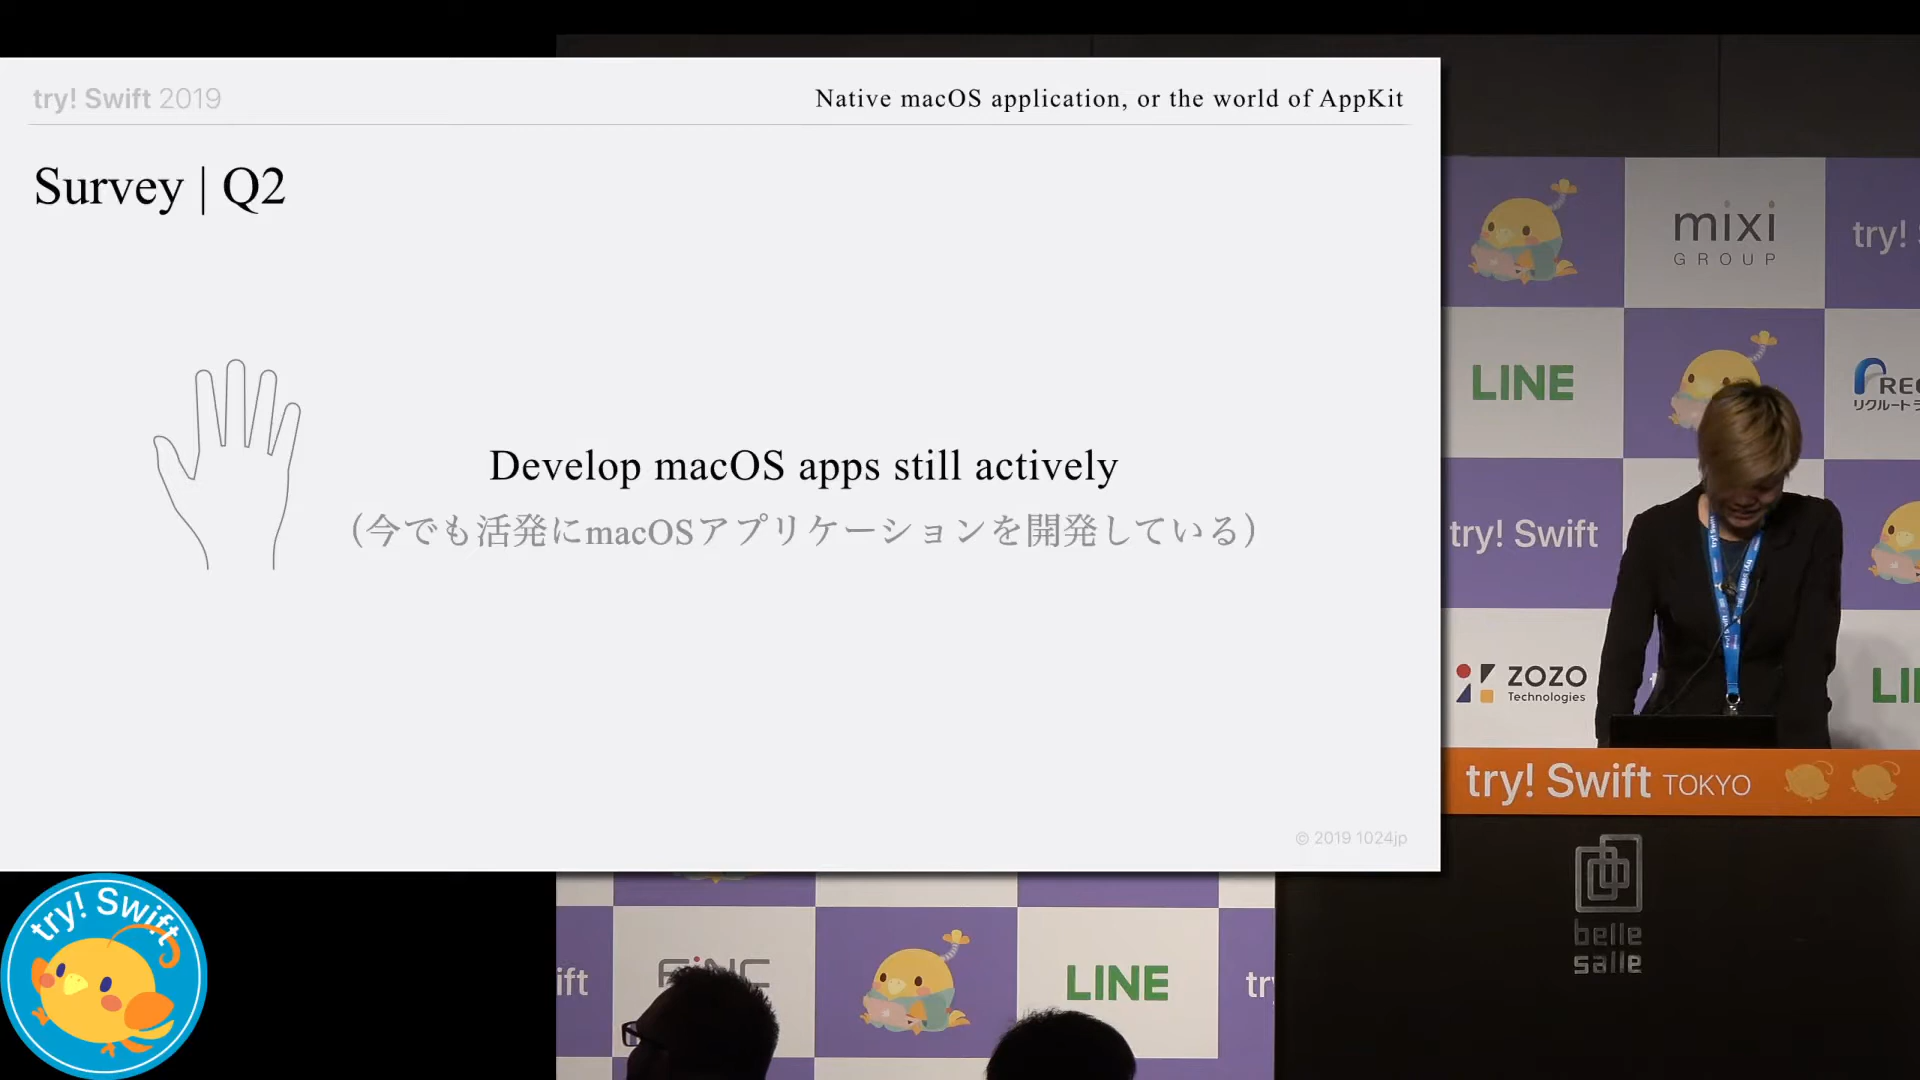 try! Swift 2019
Native macOS application, or the world of AppKit
Survey | Q2
Develop macOS apps still actively
（今でも活発にmacOSアプリケーションを開発している）
© 2019 1024jp
mixi
GROUP
try!
LINE
REC
リクルート
try! Swift
ZOZO
Technologies
LI
try! Swift TOKYO
belle
salle
try! Swift
ift
FiNC
LINE
try